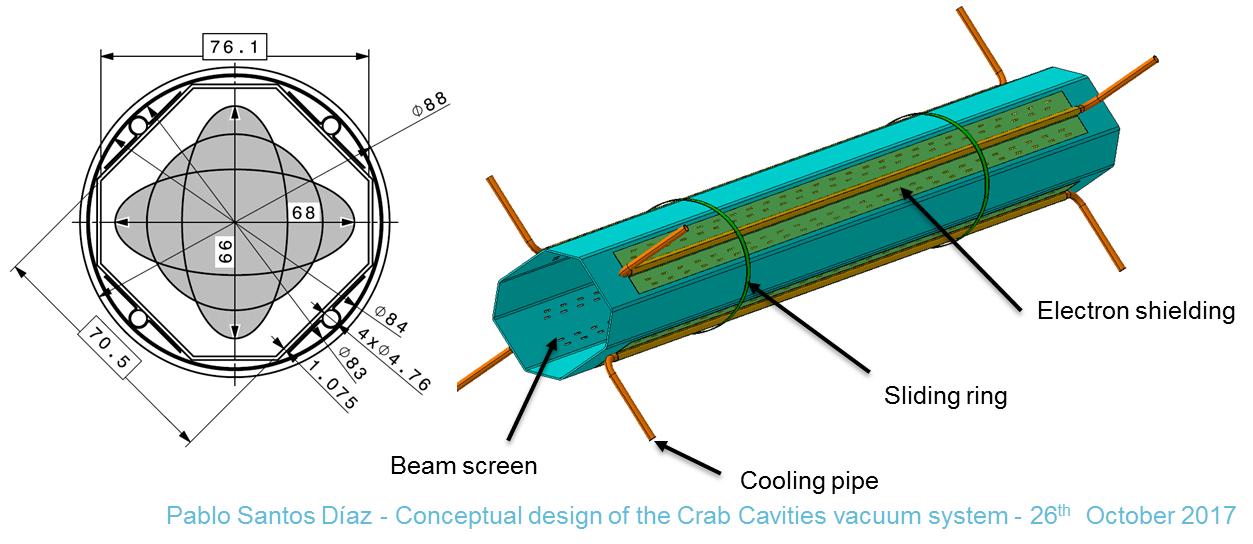 76.1
Ø88
68
66
Ø84
4xØ4.76
Ø83
1.075
70.5
Electron shielding
Sliding ring
Beam screen
Cooling pipe
Pablo Santos Díaz - Conceptual design of the Crab Cavities vacuum system - 26th October 2017